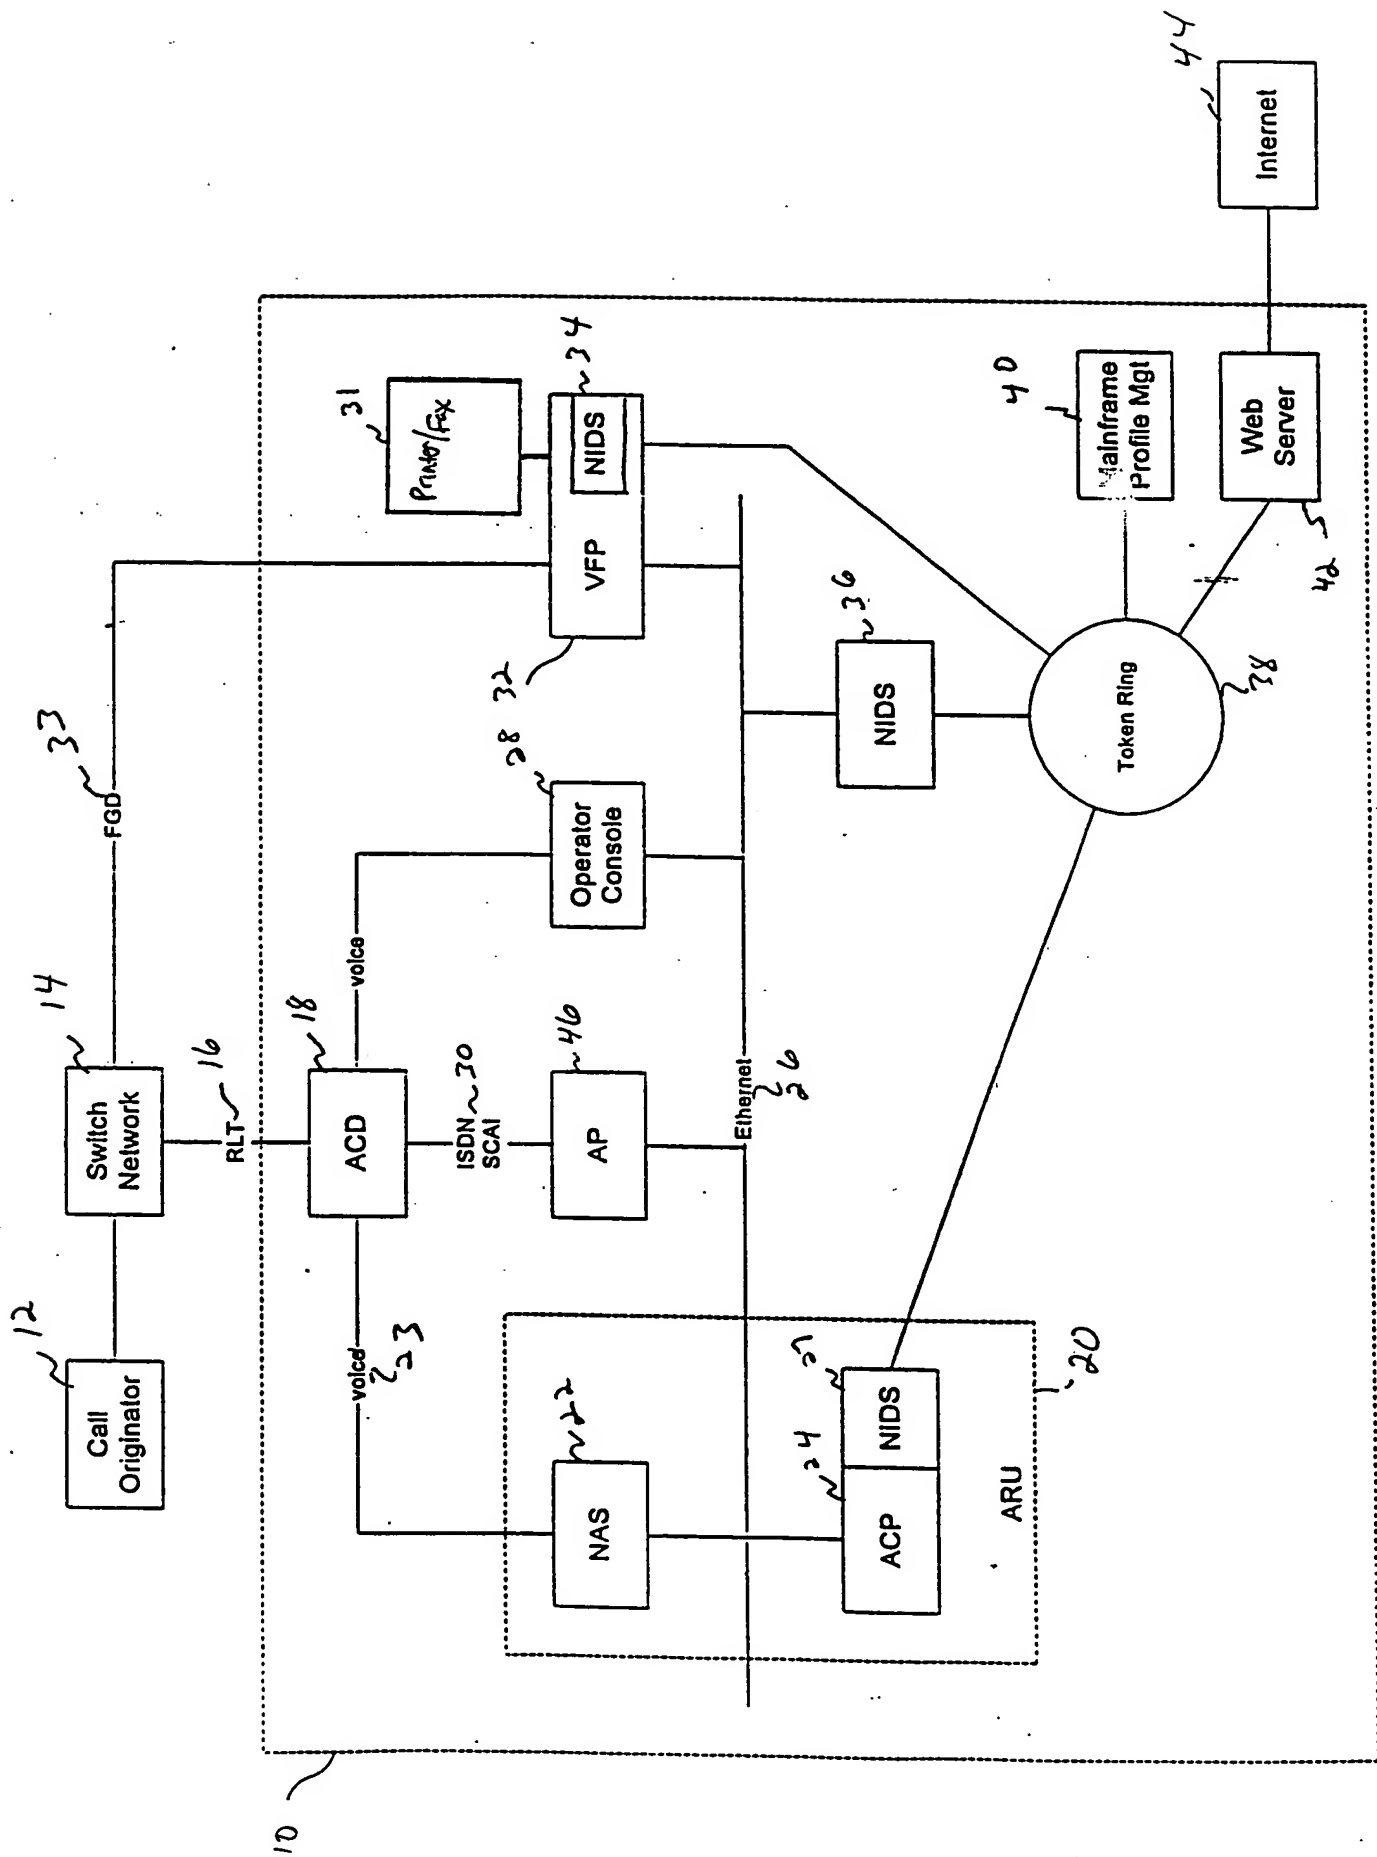 12
Call
Originator
14
Switch
Network
FGD
33
RLT
16
10
18
ACD
voice
23
voice
ISDN
SCAI
30
31
Printer/Fax
22
NAS
46
AP
28
Operator
Console
32
VFP
NIDS
34
Ethernet
26
24
ACP
NIDS
ARU
20
36
NIDS
Token Ring
38
40
Mainframe
Profile Mgt
Web
Server
42
44
Internet